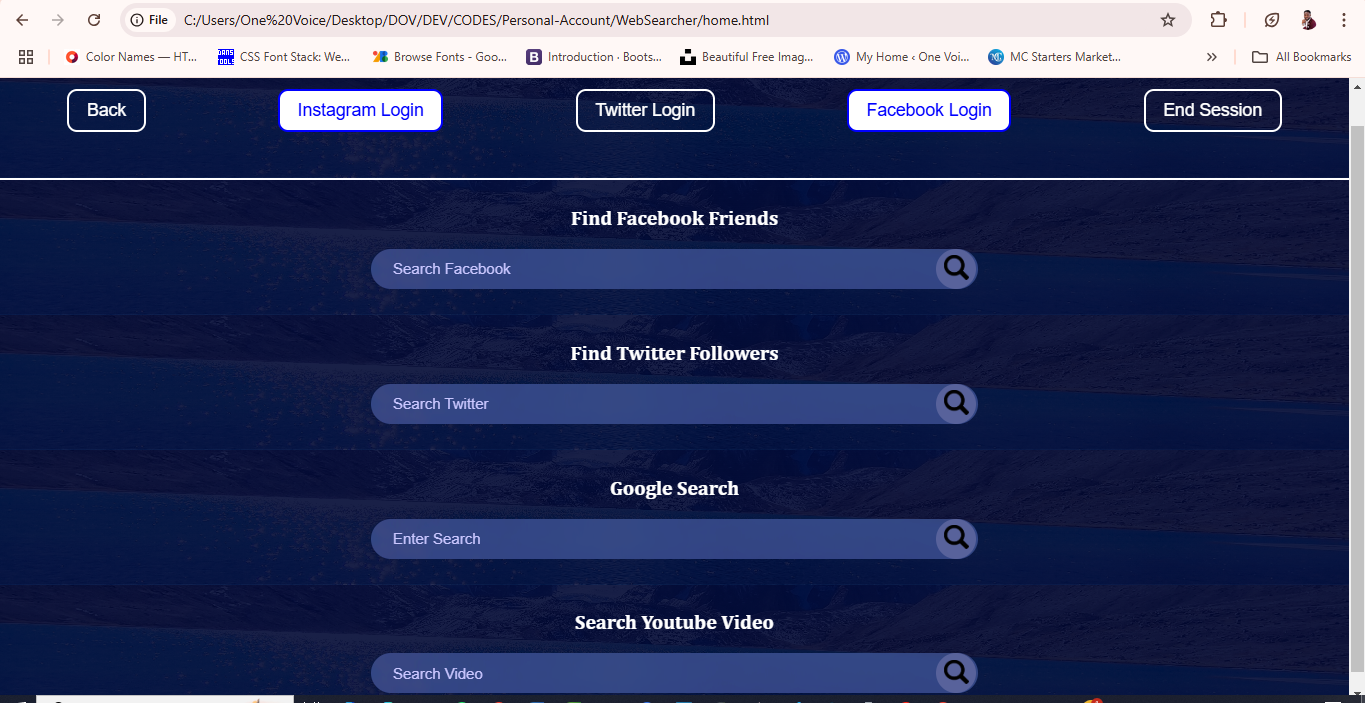 File C:/Users/One%20Voice/Desktop/DOV/DEV/CODES/Personal-Account/WebSearcher/home.html
Color Names — HT... CSS Font Stack: We... Browse Fonts - Goo... Introduction · Boots... Beautiful Free Imag... My Home ‹ One Voi... MC Starters Market... All Bookmarks
Back Instagram Login Twitter Login Facebook Login End Session
Find Facebook Friends
Search Facebook
Find Twitter Followers
Search Twitter
Google Search
Enter Search
Search Youtube Video
Search Video